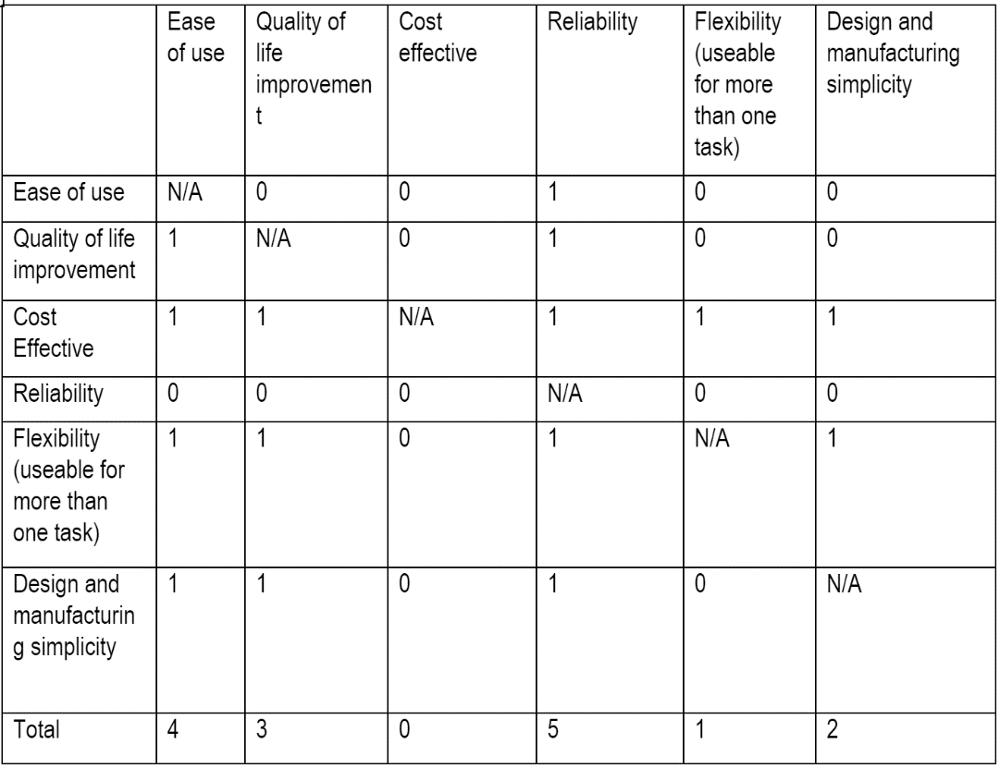 Ease of use | Quality of life improvement | Cost effective | Reliability | Flexibility (useable for more than one task) | Design and manufacturing simplicity
Ease of use | N/A | 0 | 0 | 1 | 0 | 0
Quality of life improvement | 1 | N/A | 0 | 1 | 0 | 0
Cost Effective | 1 | 1 | N/A | 1 | 1 | 1
Reliability | 0 | 0 | 0 | N/A | 0 | 0
Flexibility (useable for more than one task) | 1 | 1 | 0 | 1 | N/A | 1
Design and manufacturing simplicity | 1 | 1 | 0 | 1 | 0 | N/A
Total | 4 | 3 | 0 | 5 | 1 | 2